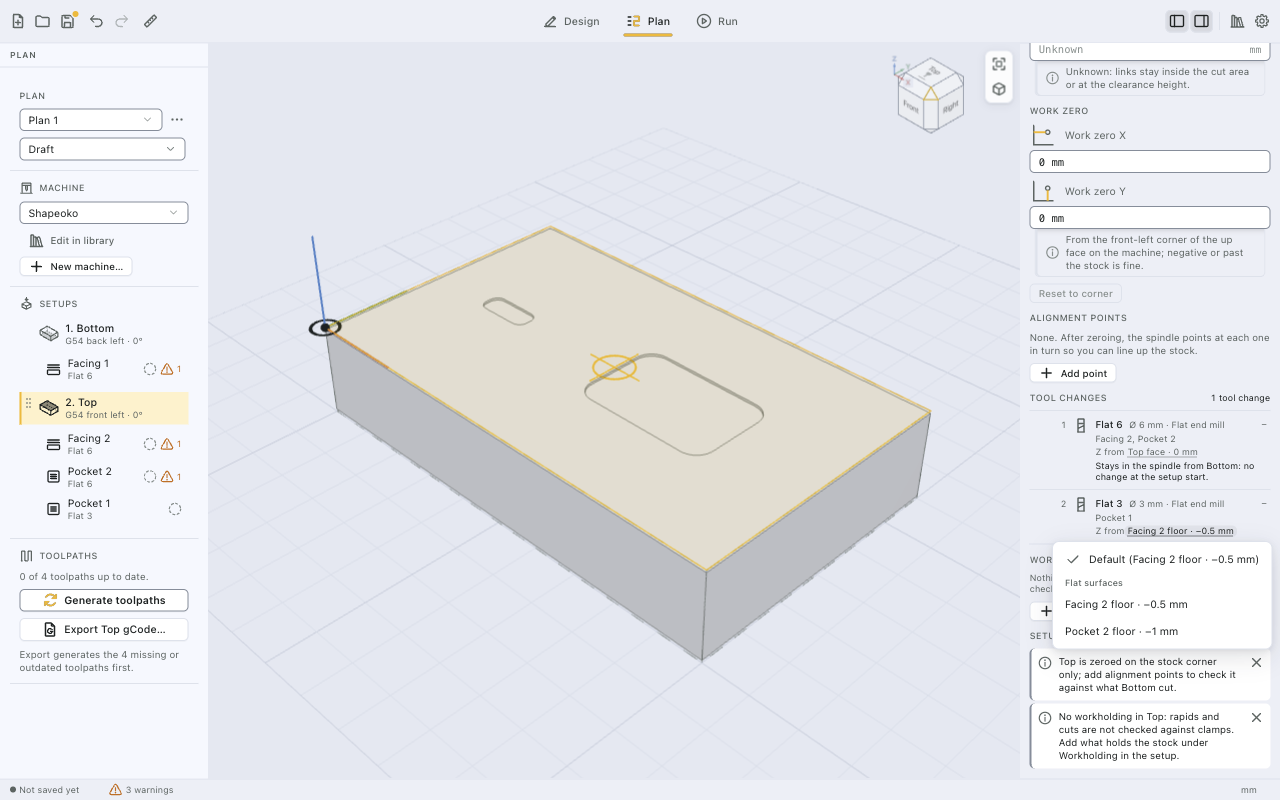 Design
Plan
Run
PLAN
PLAN
Plan 1
Draft
MACHINE
Shapeoko
Edit in library
New machine...
SETUPS
1. Bottom
G54 back left · 0°
Facing 1
Flat 6
1
2. Top
G54 front left · 0°
Facing 2
Flat 6
1
Pocket 2
Flat 6
1
Pocket 1
Flat 3
TOOLPATHS
0 of 4 toolpaths up to date.
Generate toolpaths
Export Top gCode...
Export generates the 4 missing or
outdated toolpaths first.
Not saved yet
3 warnings
Front
Right
Z
Y
X
Unknown mm
Unknown: links stay inside the cut area
or at the clearance height.
WORK ZERO
Work zero X
0 mm
Work zero Y
0 mm
From the front-left corner of the up
face on the machine; negative or past
the stock is fine.
Reset to corner
ALIGNMENT POINTS
None. After zeroing, the spindle points at each one
in turn so you can line up the stock.
Add point
TOOL CHANGES 1 tool change
1 Flat 6 Ø 6 mm · Flat end mill –
Facing 2, Pocket 2
Z from Top face · 0 mm
Stays in the spindle from Bottom: no
change at the setup start.
2 Flat 3 Ø 3 mm · Flat end mill –
Pocket 1
Z from Facing 2 floor · −0.5 mm
Default (Facing 2 floor · −0.5 mm)
Flat surfaces
Facing 2 floor · −0.5 mm
Pocket 2 floor · −1 mm
Top is zeroed on the stock corner
only; add alignment points to check it
against what Bottom cut.
No workholding in Top: rapids and
cuts are not checked against clamps.
Add what holds the stock under
Workholding in the setup.
mm